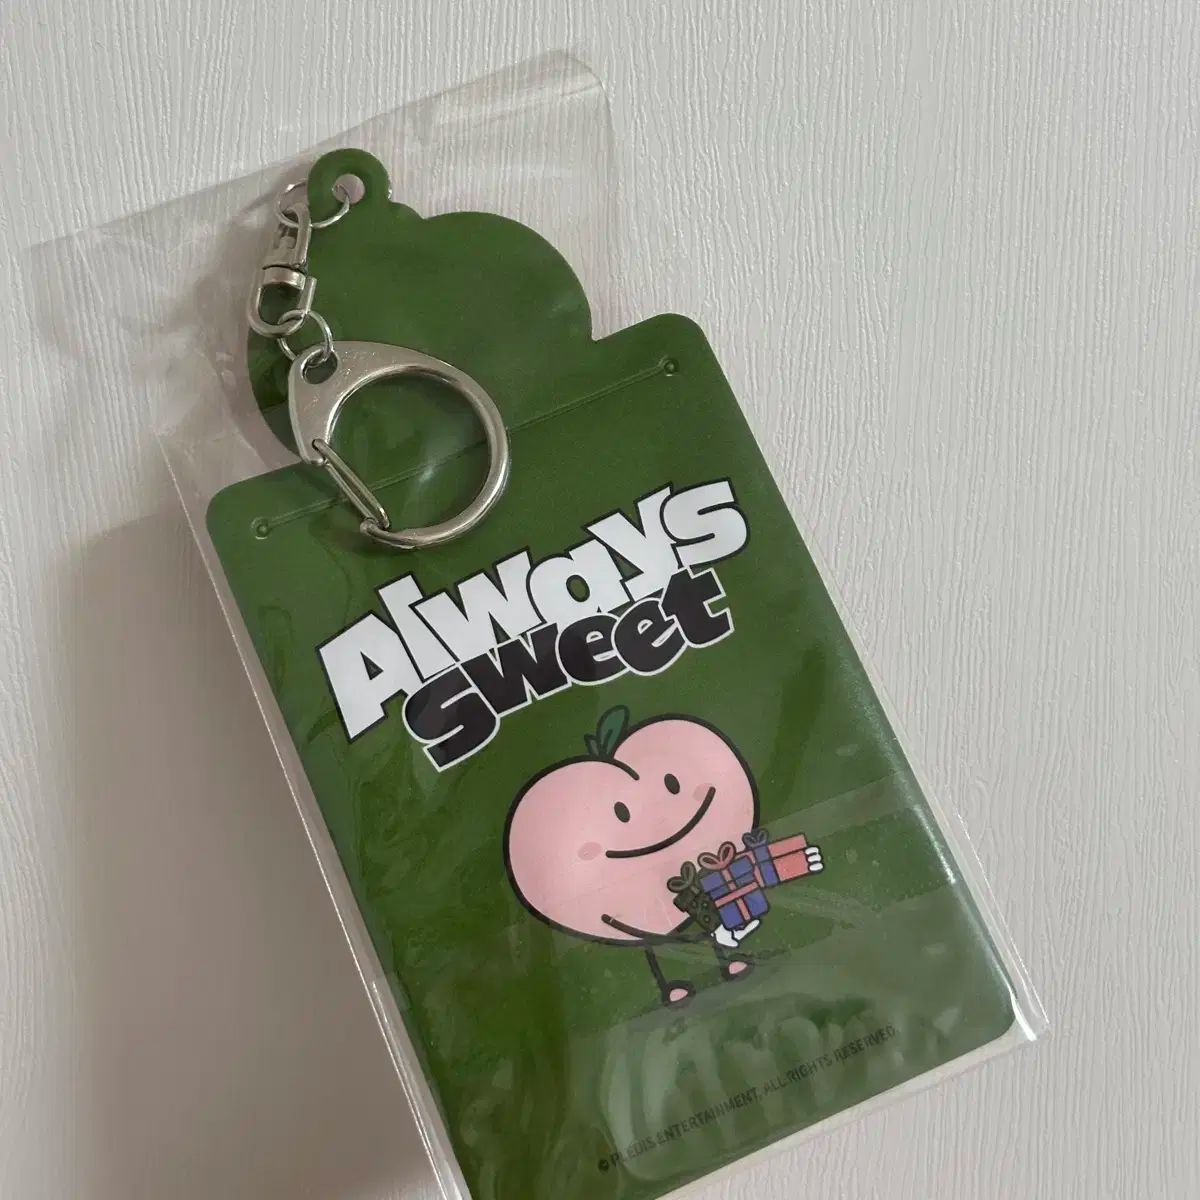 Always
sweet
© PLEDIS ENTERTAINMENT, ALL RIGHTS RESERVED